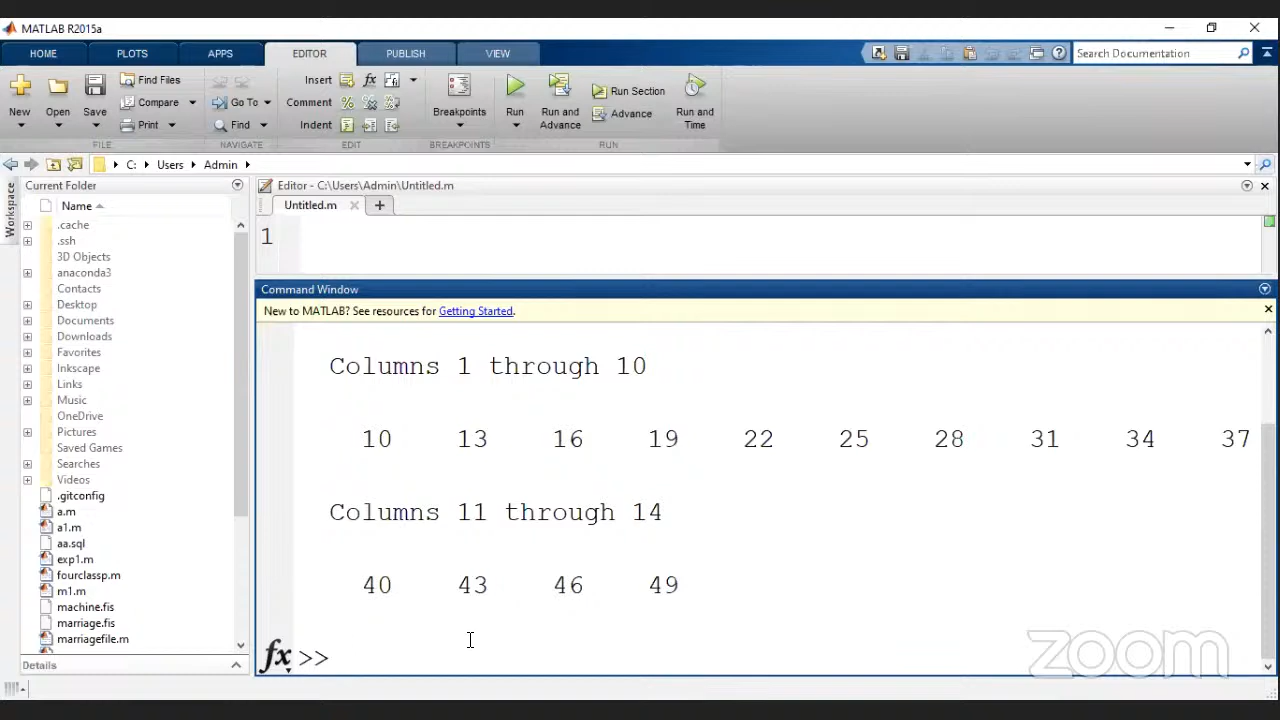 MATLAB R2015a
HOME PLOTS APPS EDITOR PUBLISH VIEW Search Documentation
New Open Save Find Files Compare Print FILE
Go To Find NAVIGATE
Insert fx Comment Indent EDIT
Breakpoints BREAKPOINTS
Run Run and Advance Run Section Advance Run and Time RUN
C: Users Admin
Workspace
Current Folder
Name
.cache
.ssh
3D Objects
anaconda3
Contacts
Desktop
Documents
Downloads
Favorites
Inkscape
Links
Music
OneDrive
Pictures
Saved Games
Searches
Videos
.gitconfig
a.m
a1.m
aa.sql
exp1.m
fourclassp.m
m1.m
machine.fis
marriage.fis
marriagefile.m
Details
Editor - C:\Users\Admin\Untitled.m
Untitled.m
1
Command Window
New to MATLAB? See resources for Getting Started.
Columns 1 through 10
10 13 16 19 22 25 28 31 34 37
Columns 11 through 14
40 43 46 49
fx >>
zoom